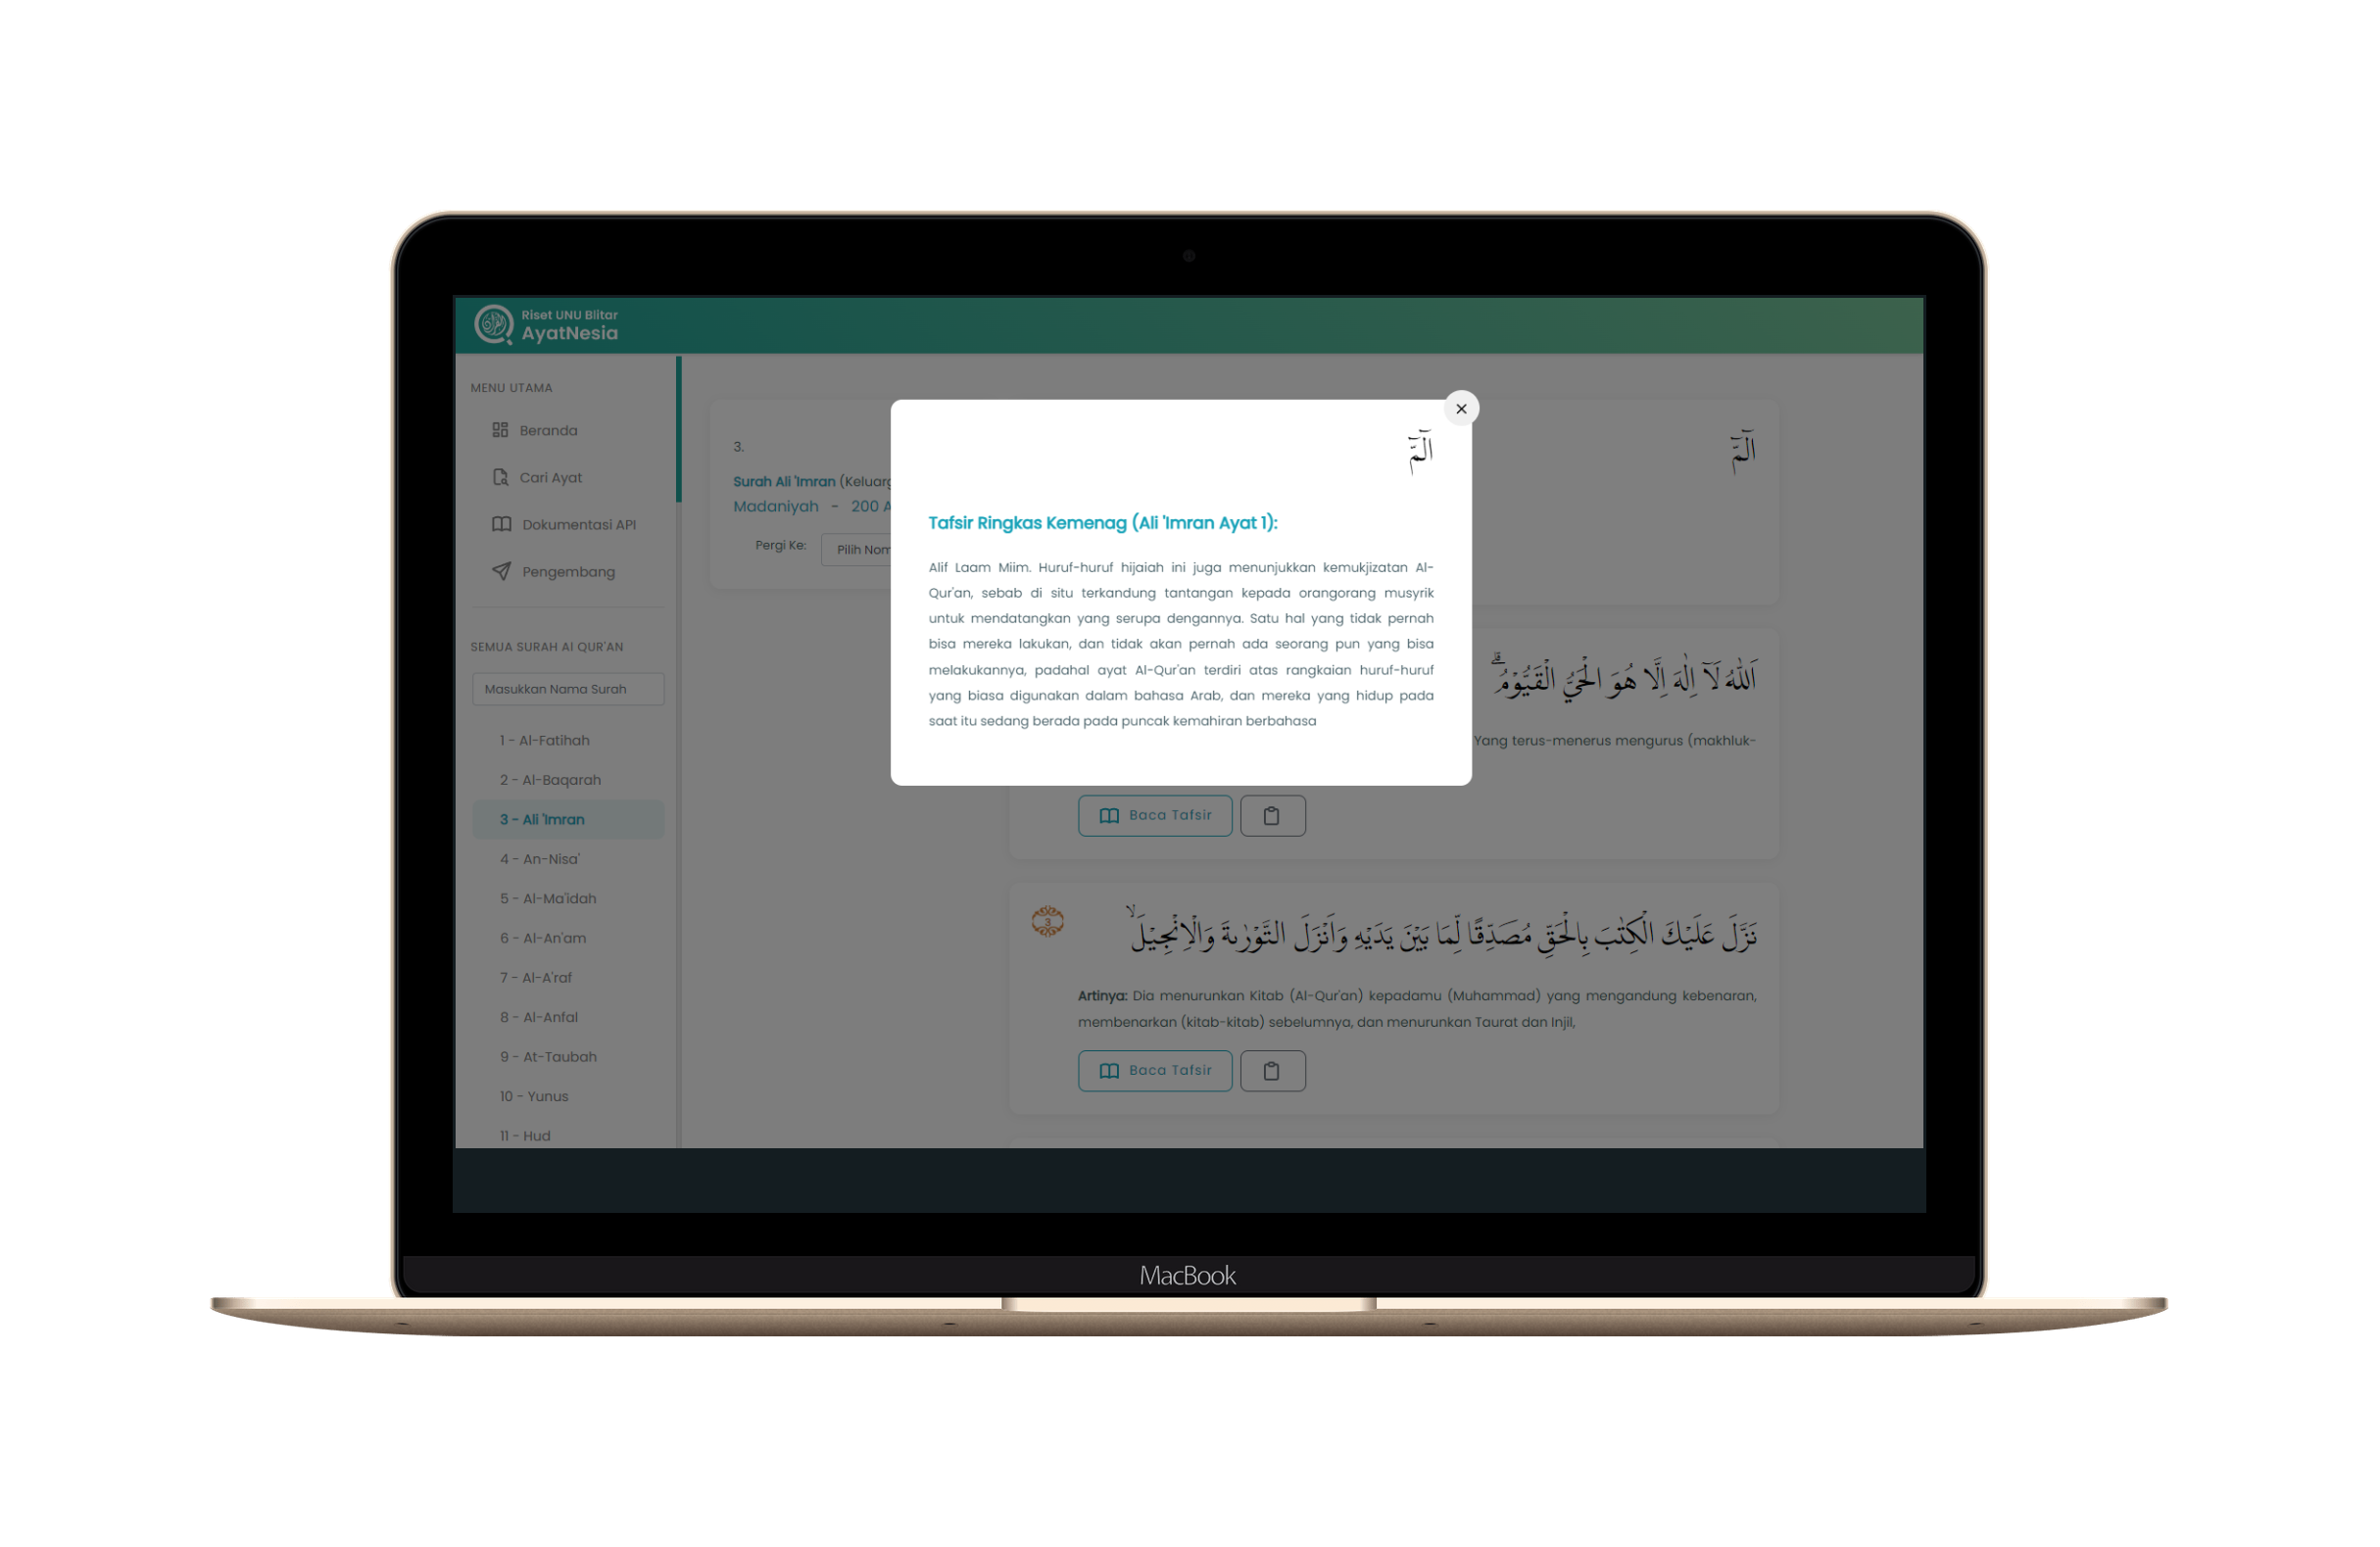 Riset UNU Blitar
AyatNesia
MENU UTAMA
Beranda
Cari Ayat
Dokumentasi API
Pengembang
SEMUA SURAH Al QUR'AN
Masukkan Nama Surah
1 - Al-Fatihah
2 - Al-Baqarah
3 - Ali 'Imran
4 - An-Nisa'
5 - Al-Ma'idah
6 - Al-An'am
7 - Al-A'raf
8 - Al-Anfal
9 - At-Taubah
10 - Yunus
11 - Hud
3.
Surah Ali 'Imran (Keluarg
Madaniyah - 200 A
Pergi Ke: Pilih Nom
الۤمّۤ
Tafsir Ringkas Kemenag (Ali 'Imran Ayat 1):
Alif Laam Miim. Huruf-huruf hijaiah ini juga menunjukkan kemukjizatan Al-
Qur'an, sebab di situ terkandung tantangan kepada orangorang musyrik
untuk mendatangkan yang serupa dengannya. Satu hal yang tidak pernah
bisa mereka lakukan, dan tidak akan pernah ada seorang pun yang bisa
melakukannya, padahal ayat Al-Qur'an terdiri atas rangkaian huruf-huruf
yang biasa digunakan dalam bahasa Arab, dan mereka yang hidup pada
saat itu sedang berada pada puncak kemahiran berbahasa
الۤمّۤ
اَللّٰهُ لَآ اِلٰهَ اِلَّا هُوَ الْحَيُّ الْقَيُّوْمُۗ
Yang terus-menerus mengurus (makhluk-
Baca Tafsir
3
نَزَّلَ عَلَيْكَ الْكِتٰبَ بِالْحَقِّ مُصَدِّقًا لِّمَا بَيْنَ يَدَيْهِ وَاَنْزَلَ التَّوْرٰىةَ وَالْاِنْجِيْلَۙ
Artinya: Dia menurunkan Kitab (Al-Qur'an) kepadamu (Muhammad) yang mengandung kebenaran,
membenarkan (kitab-kitab) sebelumnya, dan menurunkan Taurat dan Injil,
Baca Tafsir
MacBook